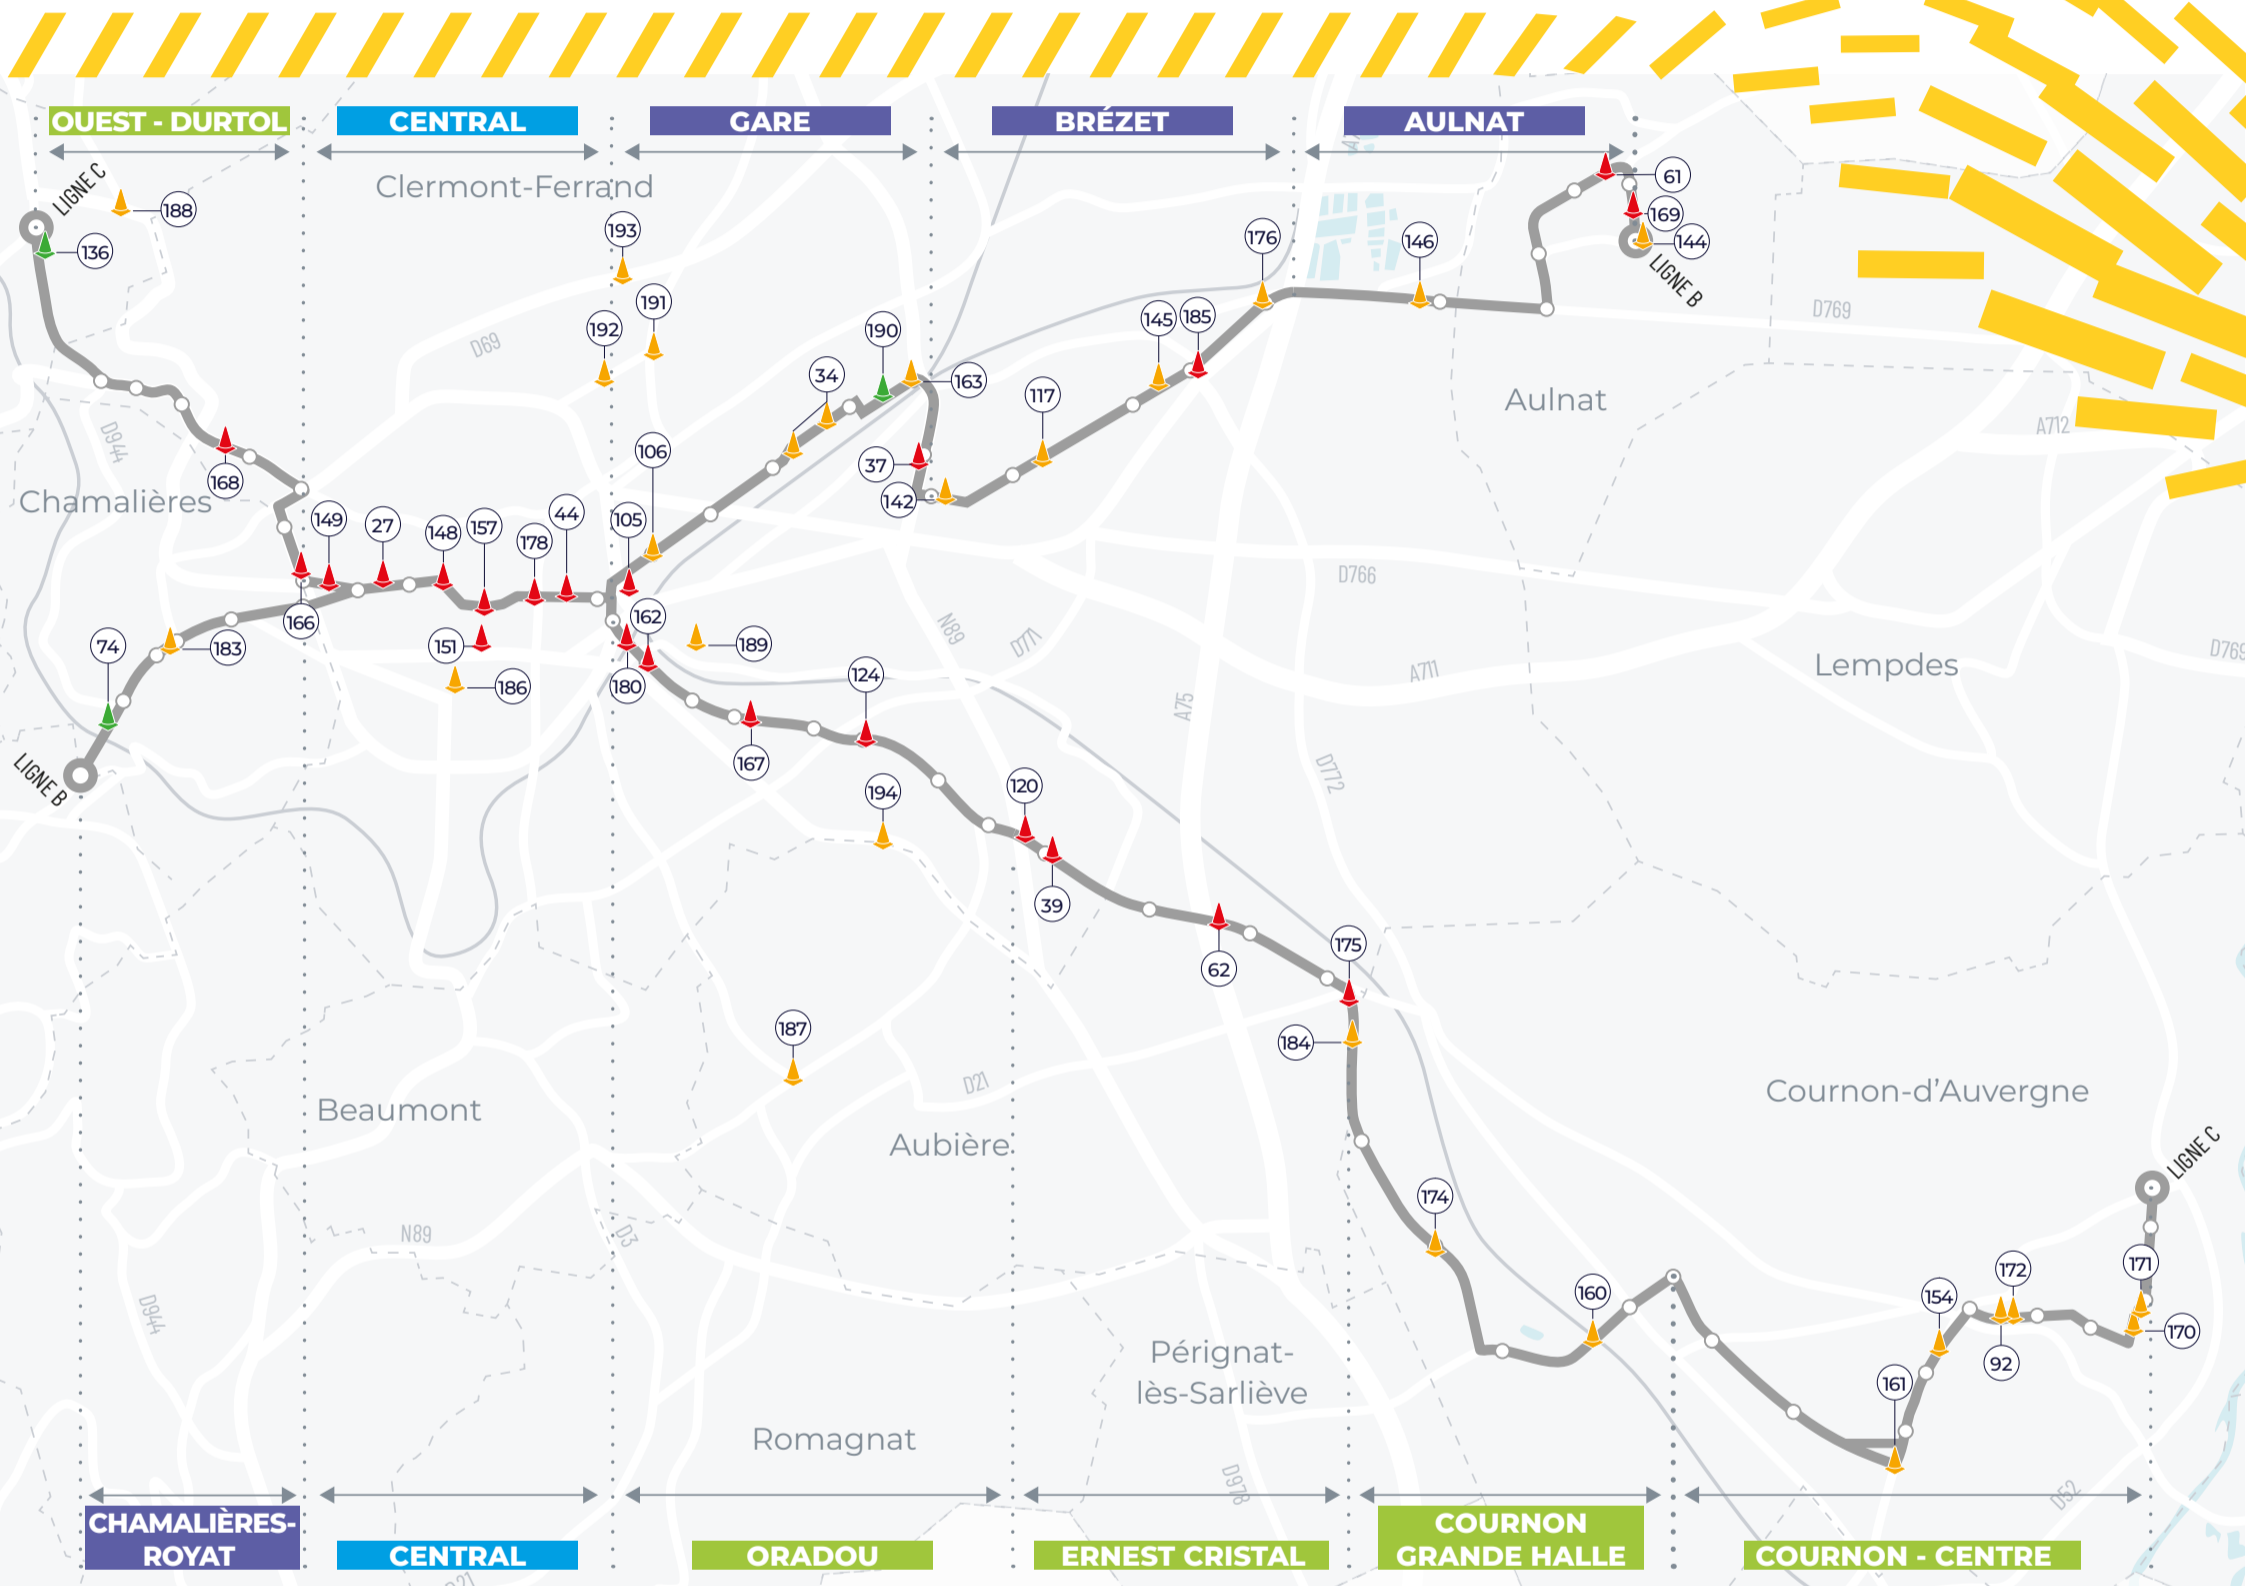 OUEST - DURTOL
CENTRAL
GARE
BRÉZET
AULNAT
LIGNE C
188
136
Clermont-Ferrand
193
191
192
190
34
163
176
146
61
169
144
LIGNE B
145
185
117
D769
D69
Aulnat
A712
D944
Chamalières
168
106
37
142
149
27
148
157
178
44
105
166
162
D766
N89
D771
A711
A75
Lempdes
D769
74
183
151
186
189
180
124
167
LIGNE B
194
120
D772
39
62
175
184
187
D21
Beaumont
Aubière
Cournon-d'Auvergne
LIGNE C
174
N89
D3
D944
160
171
172
154
170
92
161
Pérignat-
lès-Sarliève
Romagnat
D978
D52
CHAMALIÈRES-
ROYAT
CENTRAL
ORADOU
ERNEST CRISTAL
COURNON
GRANDE HALLE
COURNON - CENTRE